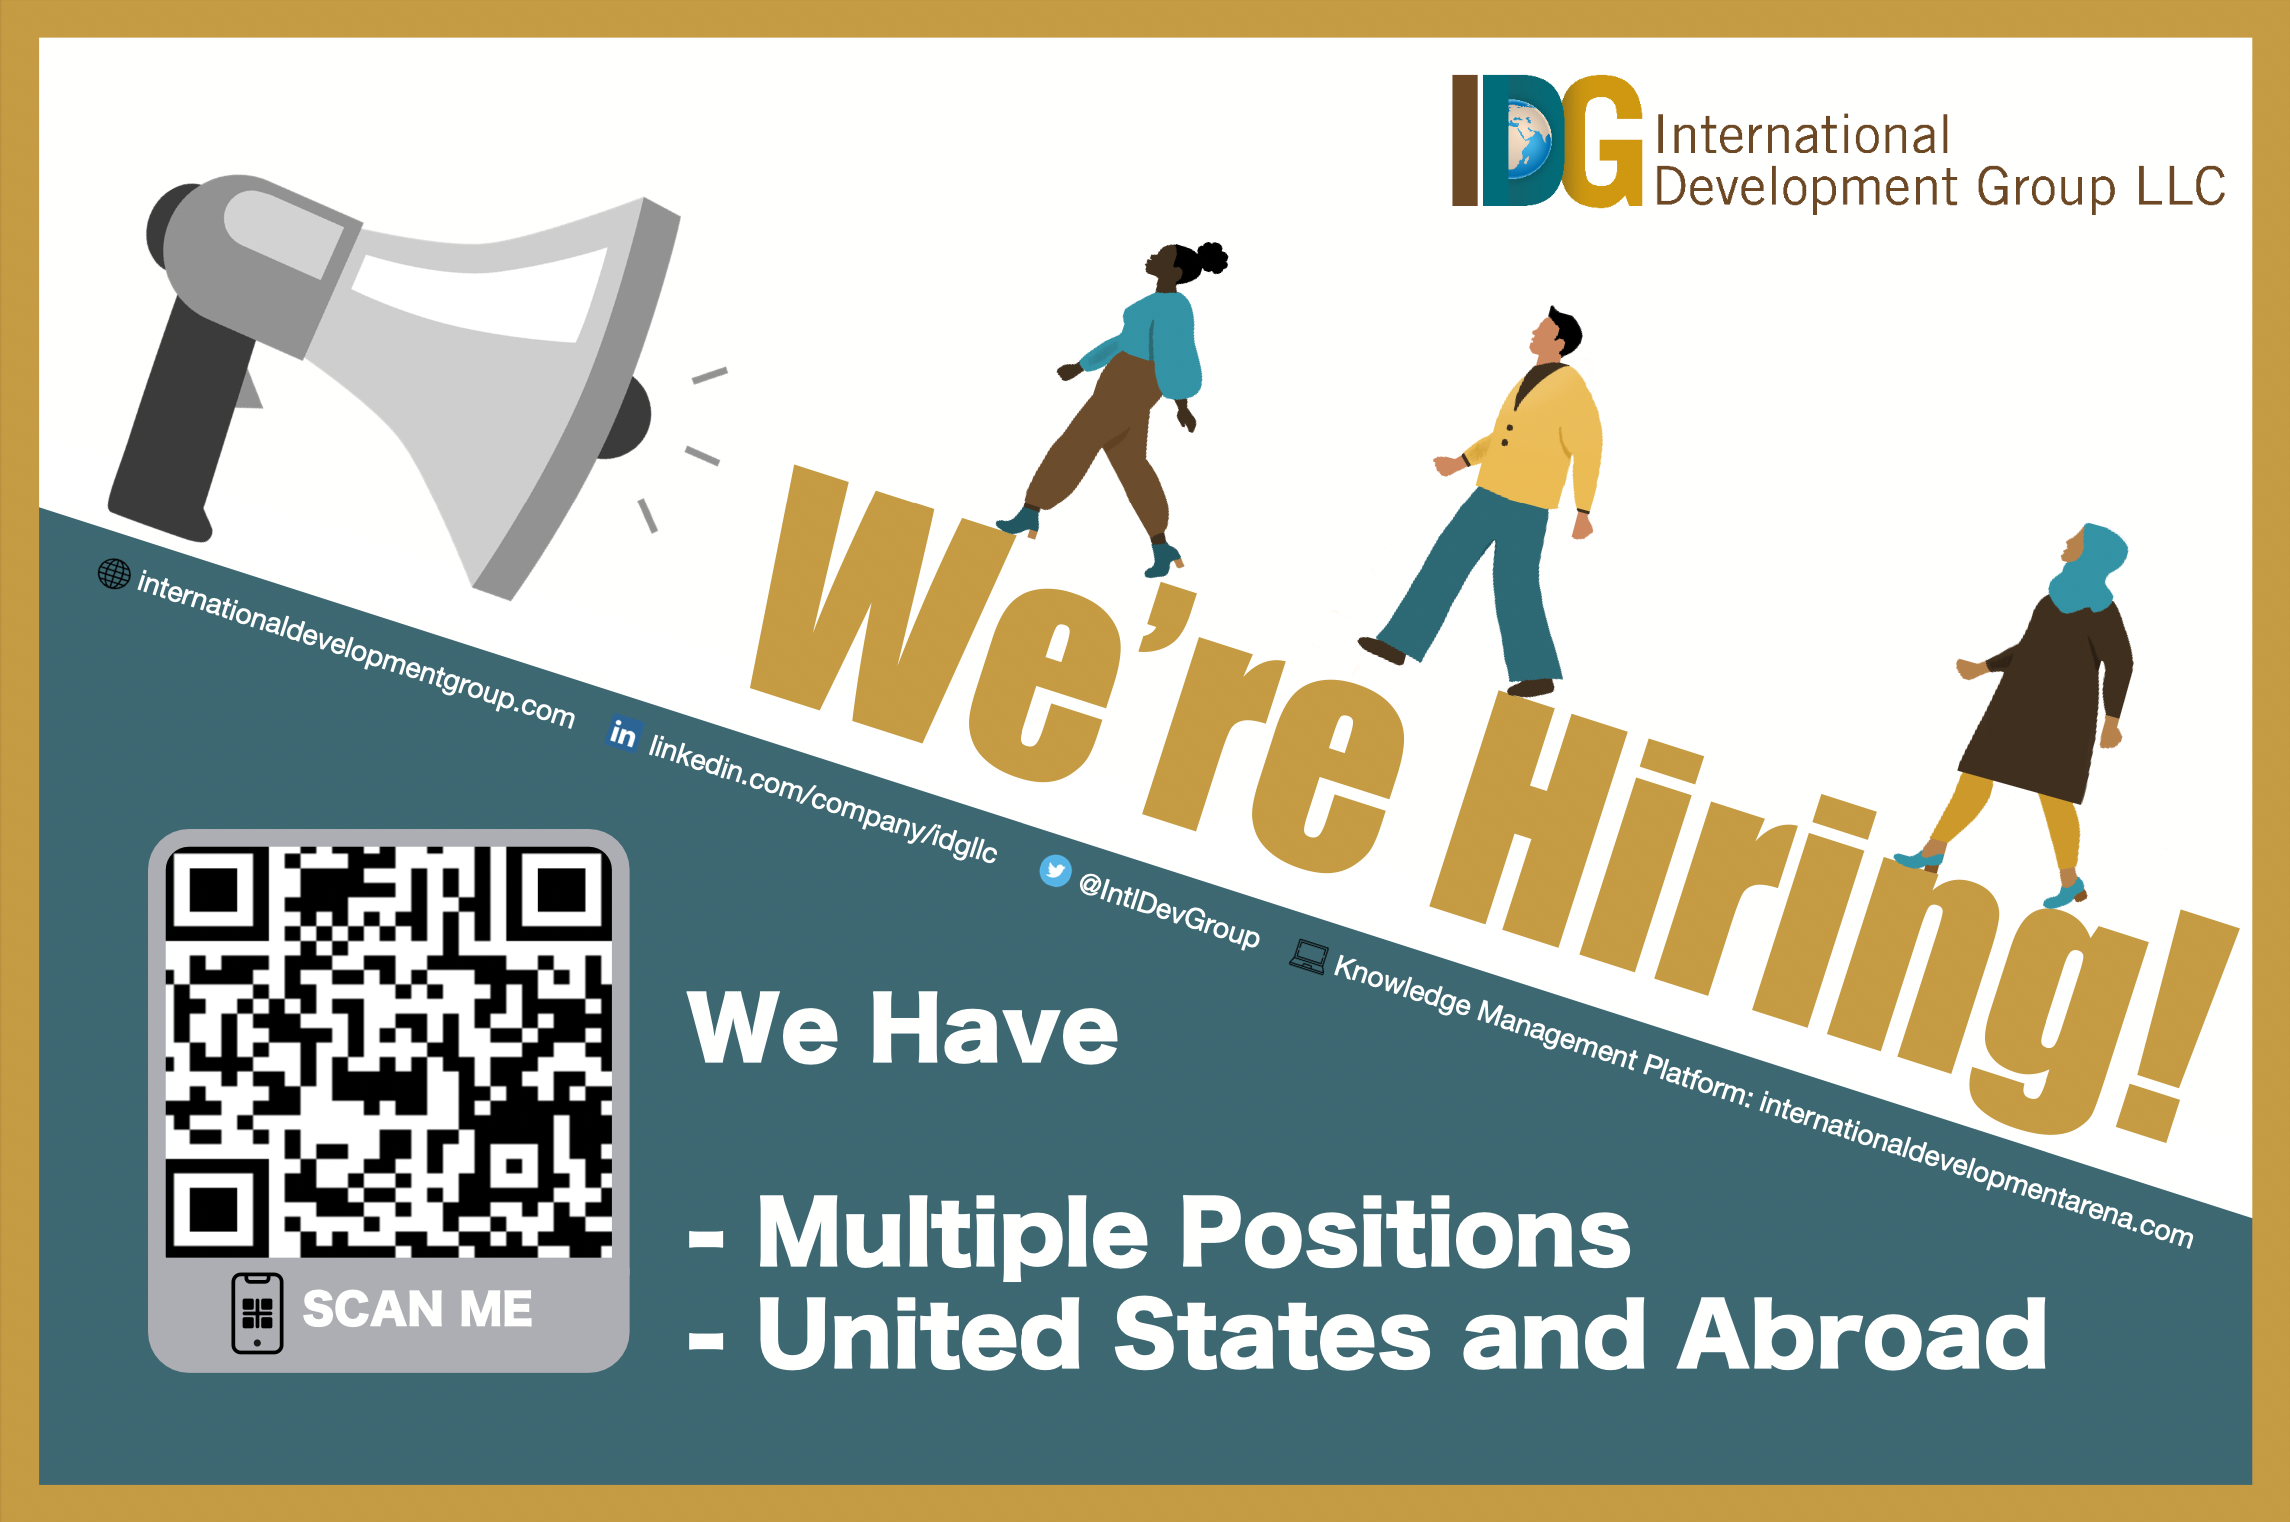 IDG
International
Development Group LLC
We're Hiring!
internationaldevelopmentgroup.com
in linkedin.com/company/idgllc
@IntlDevGroup
Knowledge Management Platform: internationaldevelopmentarena.com
We Have
- Multiple Positions
- United States and Abroad
SCAN ME